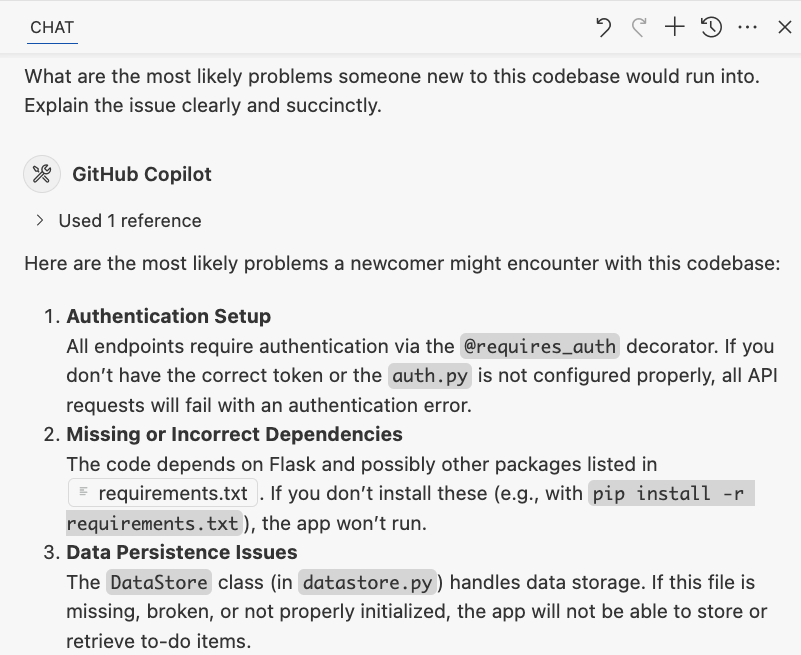 CHAT
What are the most likely problems someone new to this codebase would run into.
Explain the issue clearly and succinctly.
GitHub Copilot
Used 1 reference
Here are the most likely problems a newcomer might encounter with this codebase:
1. Authentication Setup
All endpoints require authentication via the @requires_auth decorator. If you
don’t have the correct token or the auth.py is not configured properly, all API
requests will fail with an authentication error.
2. Missing or Incorrect Dependencies
The code depends on Flask and possibly other packages listed in
requirements.txt . If you don’t install these (e.g., with pip install -r
requirements.txt), the app won’t run.
3. Data Persistence Issues
The DataStore class (in datastore.py) handles data storage. If this file is
missing, broken, or not properly initialized, the app will not be able to store or
retrieve to-do items.